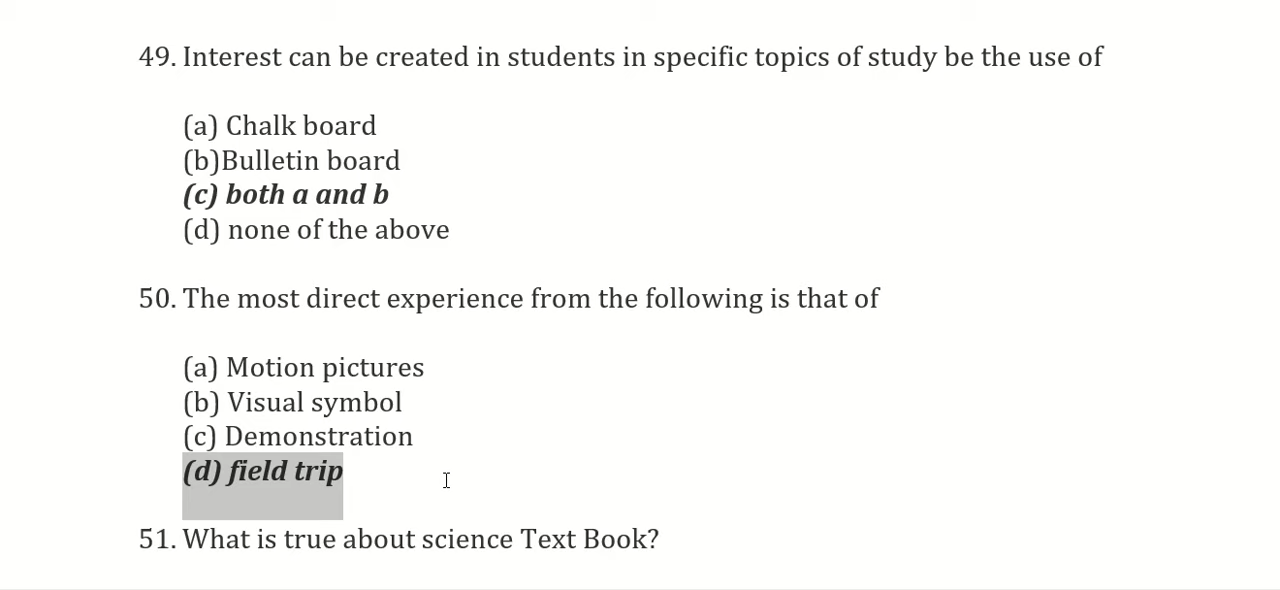 49. Interest can be created in students in specific topics of study be the use of
(a) Chalk board
(b)Bulletin board
(c) both a and b
(d) none of the above
50. The most direct experience from the following is that of
(a) Motion pictures
(b) Visual symbol
(c) Demonstration
(d) field trip
51. What is true about science Text Book?